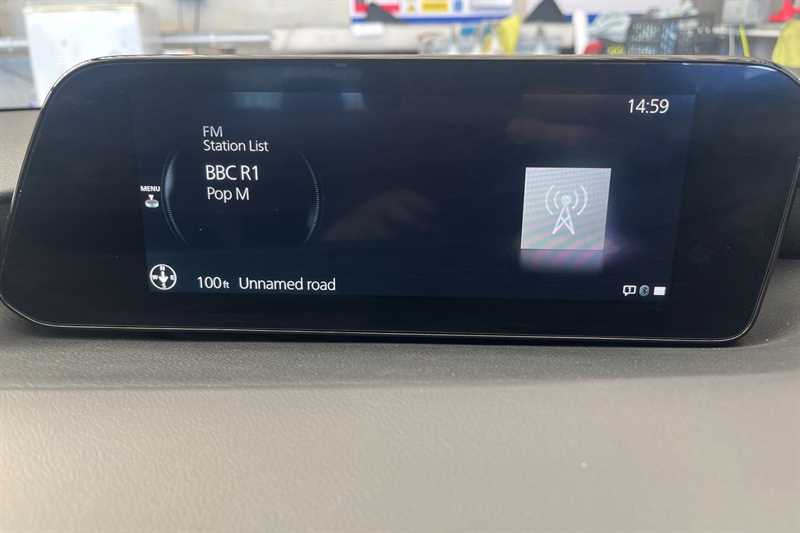 14:59
FM
Station List
BBC R1
Pop M
MENU
N
W E
100ft Unnamed road